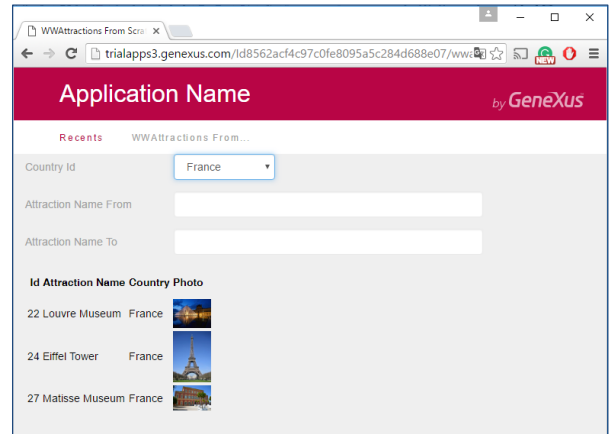 WWAttractions From Scra
trialapps3.genexus.com/Id8562acf4c97c0fe8095a5c284d688e07/wwa
NEW
Application Name
by GeneXus
Recents WWAttractions From...
Country Id France
Attraction Name From
Attraction Name To
Id Attraction Name Country Photo
22 Louvre Museum France
24 Eiffel Tower France
27 Matisse Museum France